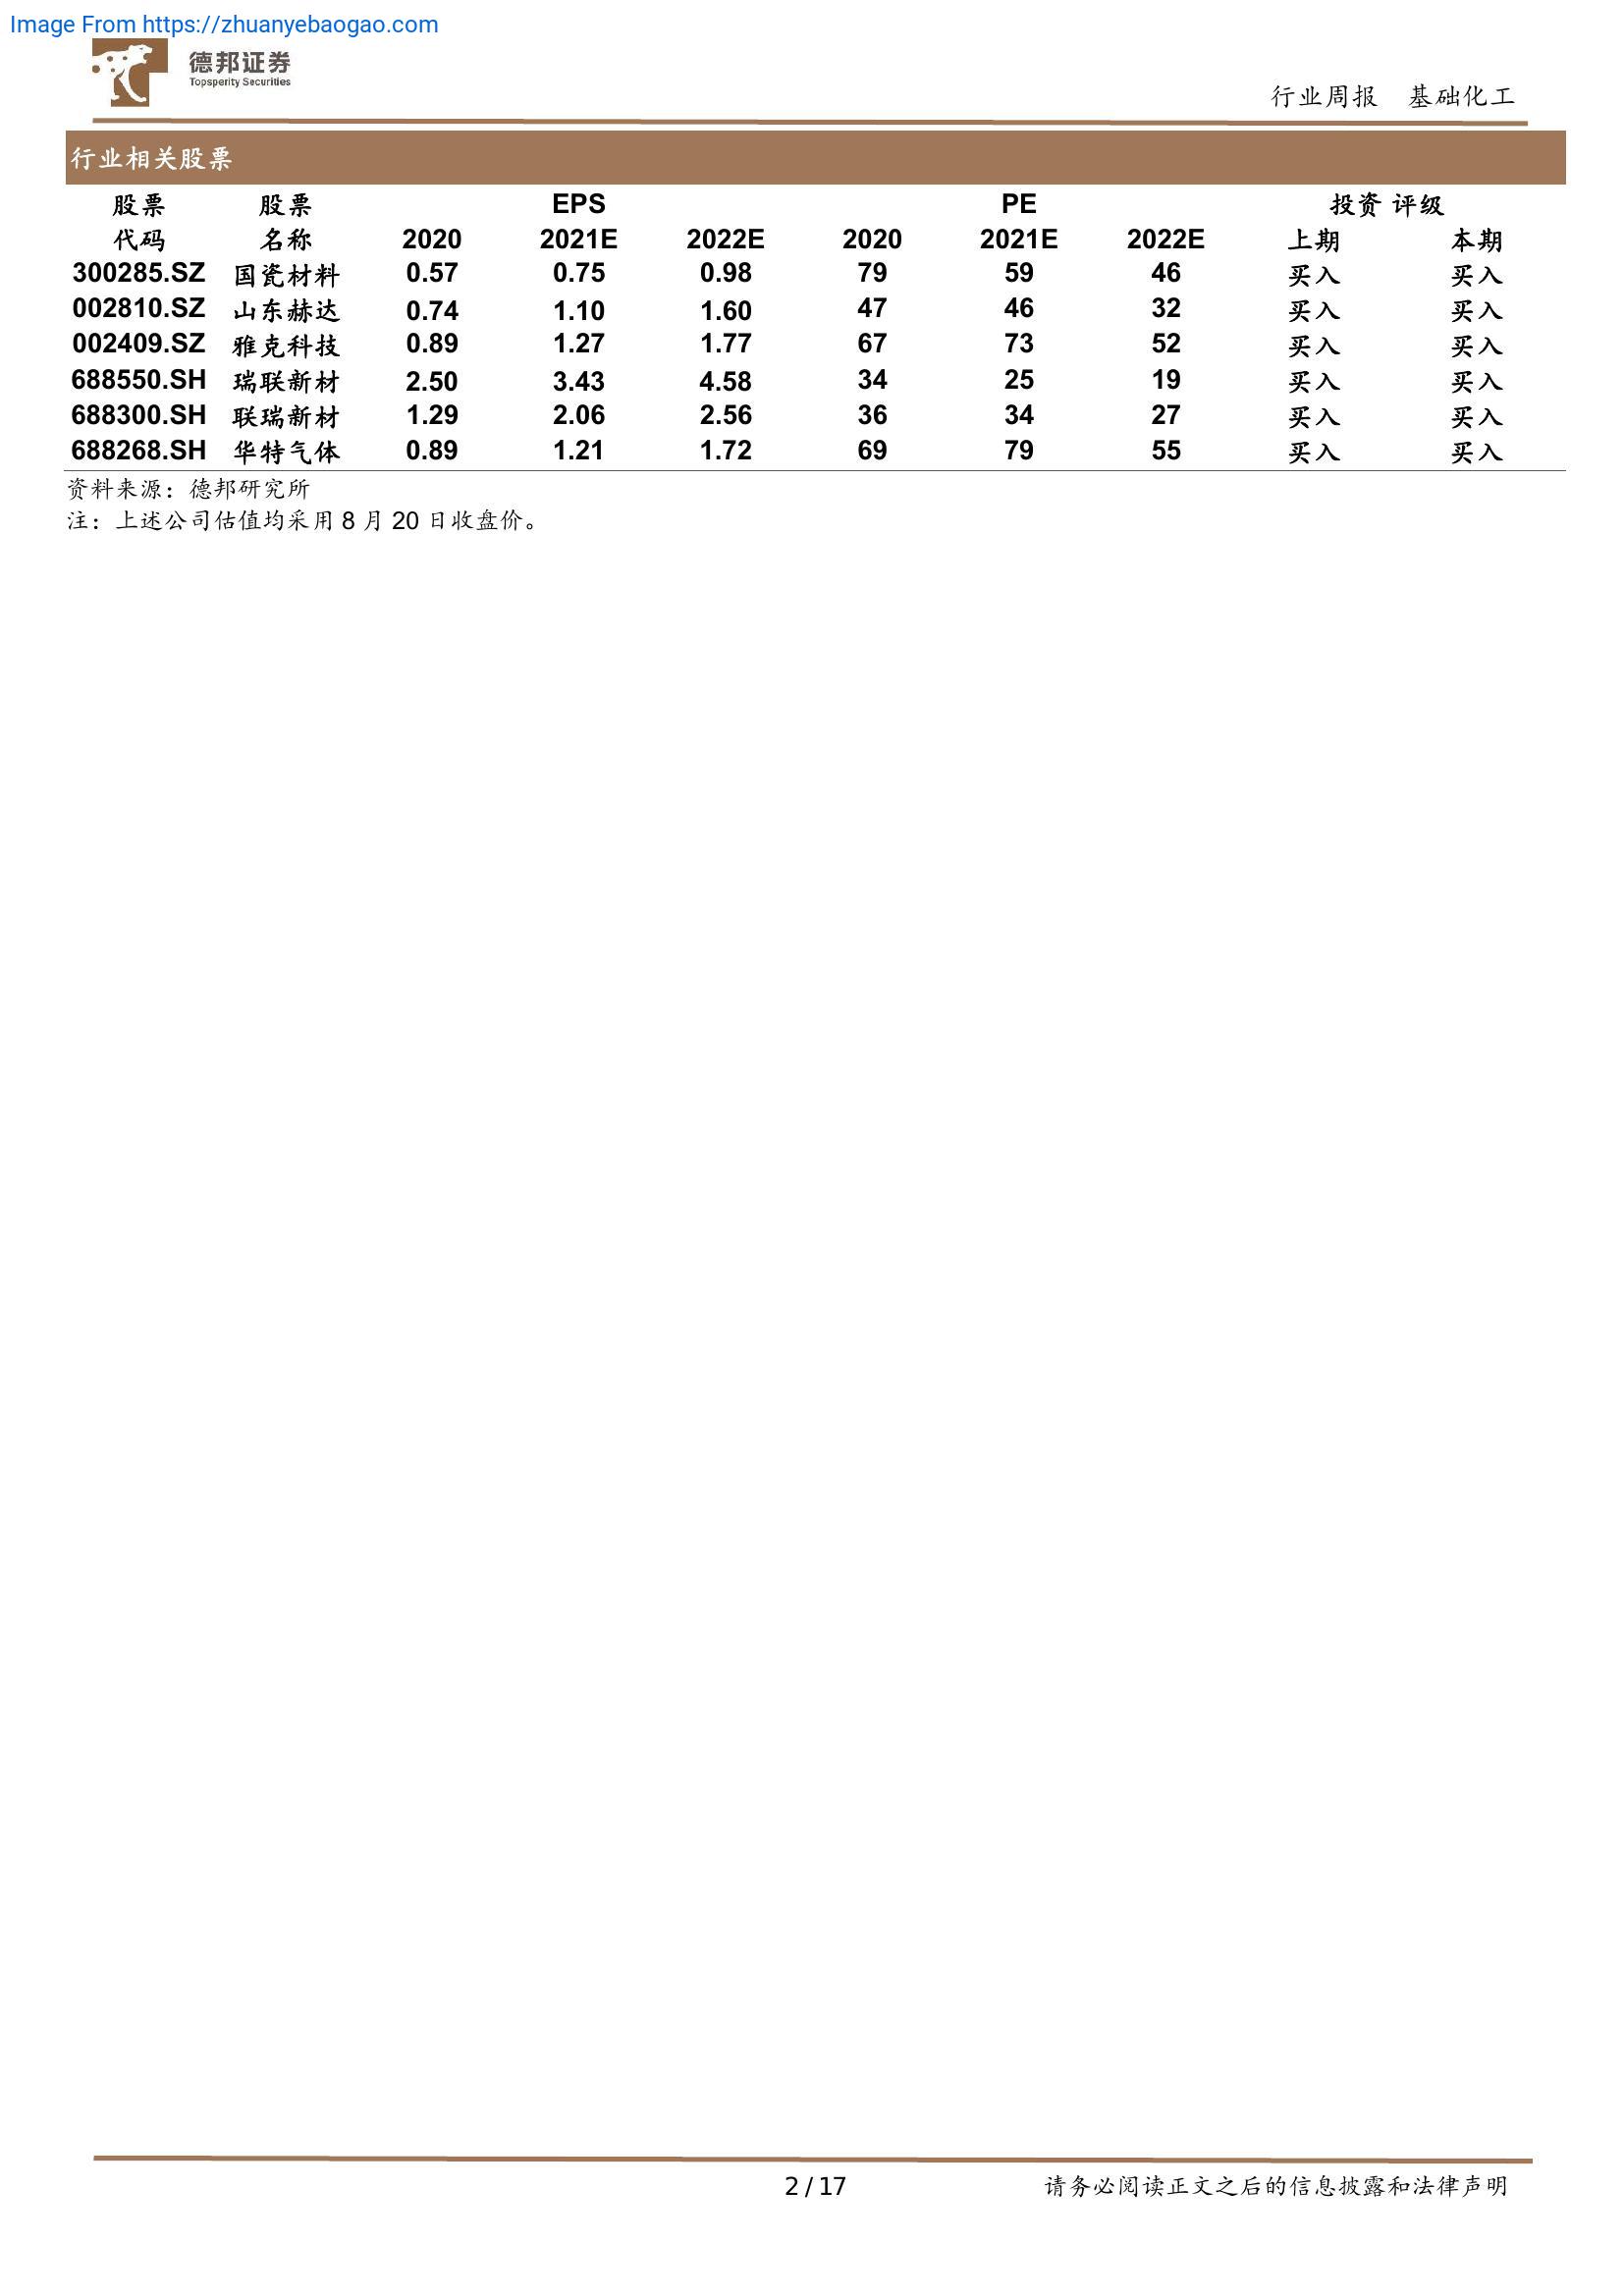 Image From https://zhuanyebaogao.com
德邦证券
Topsperity Securities
行业周报 基础化工
行业相关股票
股票 股票 EPS PE 投资 评级
代码 名称 2020 2021E 2022E 2020 2021E 2022E 上期 本期
300285.SZ 国瓷材料 0.57 0.75 0.98 79 59 46 买入 买入
002810.SZ 山东赫达 0.74 1.10 1.60 47 46 32 买入 买入
002409.SZ 雅克科技 0.89 1.27 1.77 67 73 52 买入 买入
688550.SH 瑞联新材 2.50 3.43 4.58 34 25 19 买入 买入
688300.SH 联瑞新材 1.29 2.06 2.56 36 34 27 买入 买入
688268.SH 华特气体 0.89 1.21 1.72 69 79 55 买入 买入
资料来源：德邦研究所
注：上述公司估值均采用 8 月 20 日收盘价。
2 / 17 请务必阅读正文之后的信息披露和法律声明